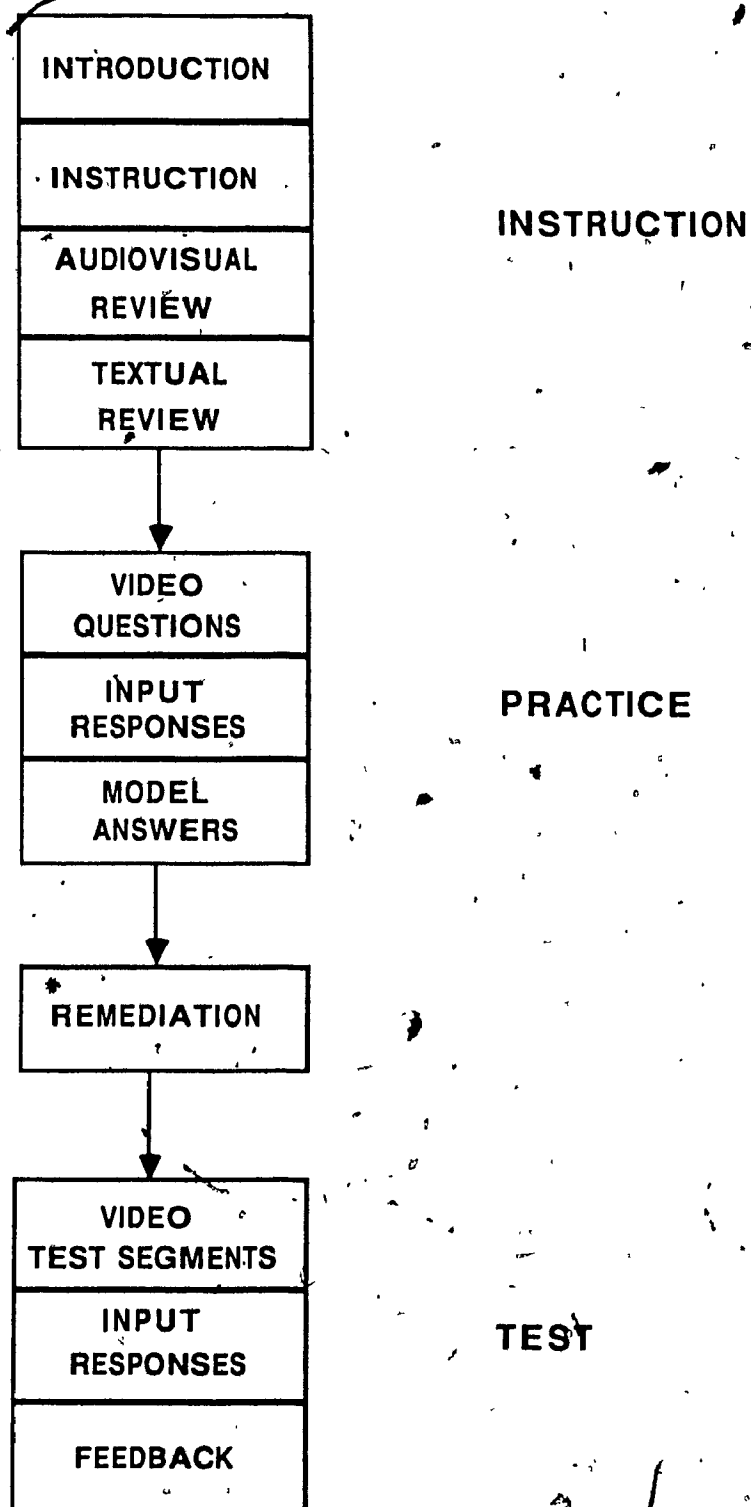 INTRODUCTION
INSTRUCTION
AUDIOVISUAL
REVIEW
TEXTUAL
REVIEW
INSTRUCTION
VIDEO
QUESTIONS
INPUT
RESPONSES
MODEL
ANSWERS
PRACTICE
REMEDIATION
VIDEO
TEST SEGMENTS
INPUT
RESPONSES
FEEDBACK
TEST